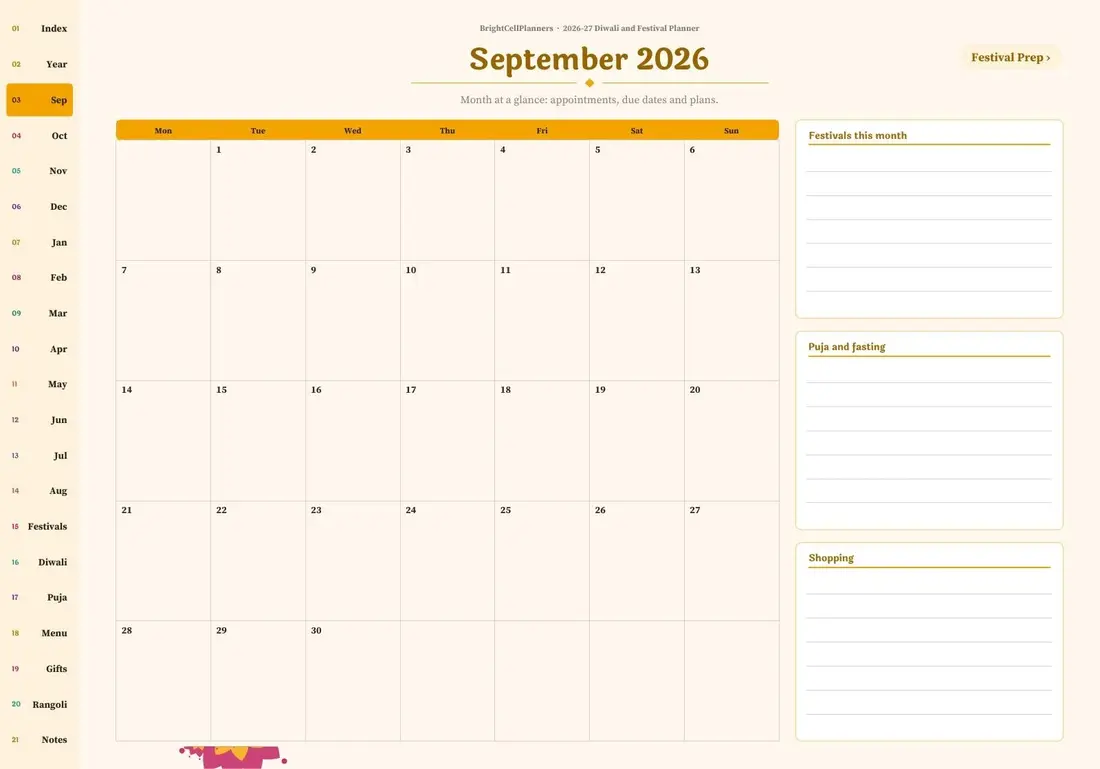 01 Index
02 Year
03 Sep
04 Oct
05 Nov
06 Dec
07 Jan
08 Feb
09 Mar
10 Apr
11 May
12 Jun
13 Jul
14 Aug
15 Festivals
16 Diwali
17 Puja
18 Menu
19 Gifts
20 Rangoli
21 Notes
BrightCellPlanners · 2026-27 Diwali and Festival Planner
September 2026
Festival Prep ›
Month at a glance: appointments, due dates and plans.
Mon Tue Wed Thu Fri Sat Sun
1 2 3 4 5 6
7 8 9 10 11 12 13
14 15 16 17 18 19 20
21 22 23 24 25 26 27
28 29 30
Festivals this month
Puja and fasting
Shopping